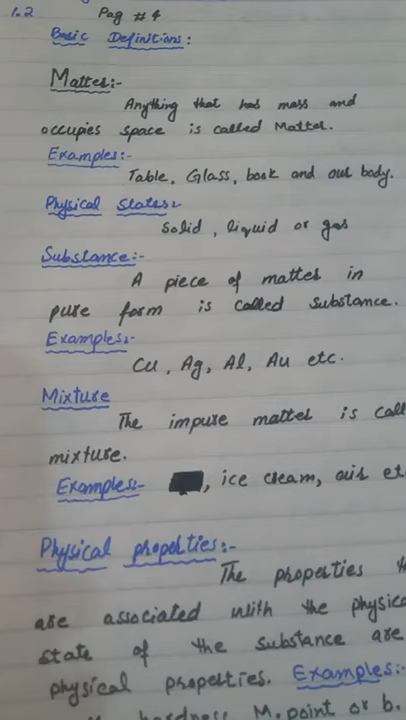 1.2 Pag # 4
Basic Definitions:
Matter:-
Anything that has mass and
occupies space is called Matter.
Examples:-
Table, Glass, book and our body.
Physical States:-
Solid, liquid or gas
Substance:-
A piece of matter in
pure form is called substance.
Examples:-
Cu, Ag, Al, Au etc.
Mixture
The impure matter is call
mixture.
Examples:- , ice cream, air et
Physical properties:-
The properties th
are associated with the physica
state of the substance are
physical properties. Examples:-
hardness, M.point or b.